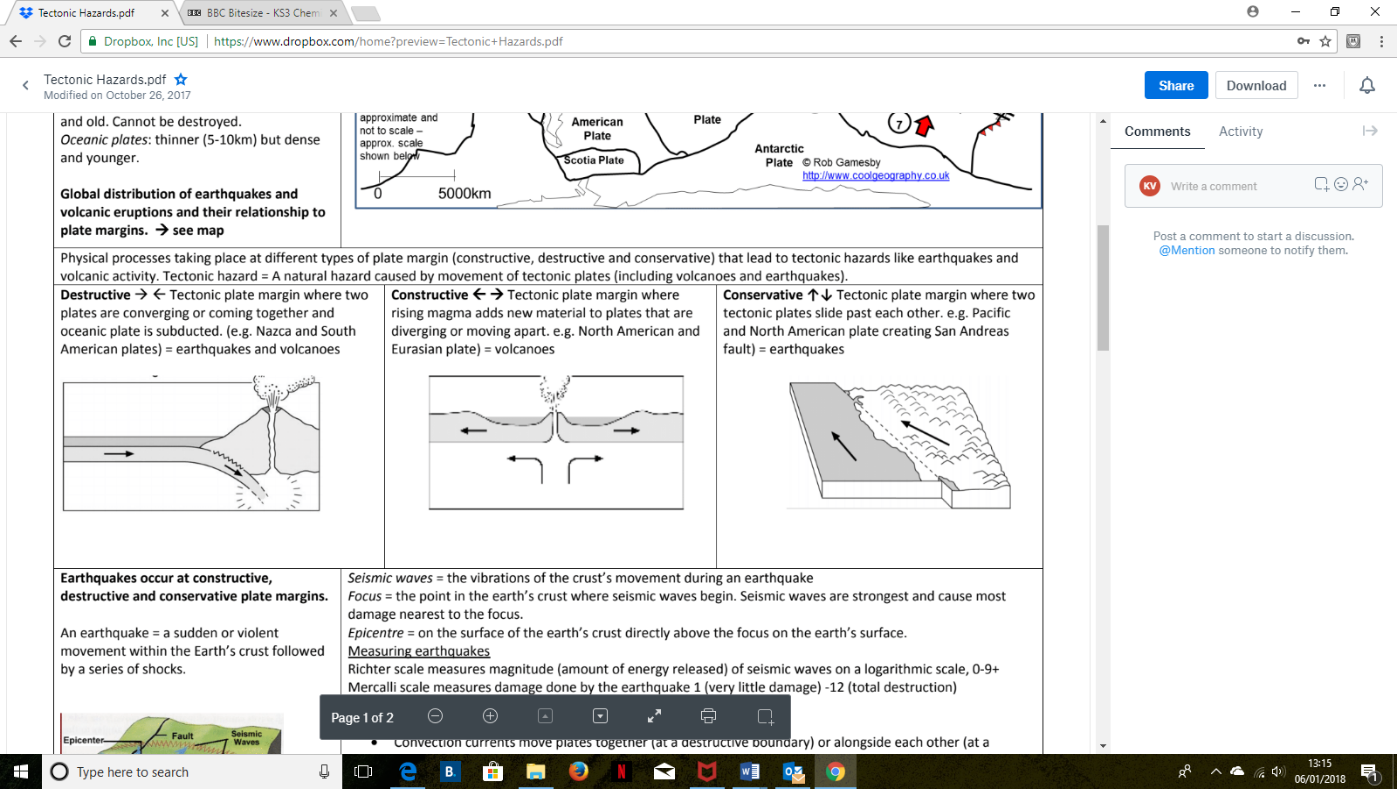 Tectonic Hazards.pdf
BBC Bitesize - KS3 Chem
Dropbox, Inc [US]
https://www.dropbox.com/home?preview=Tectonic+Hazards.pdf
Tectonic Hazards.pdf
Modified on October 26, 2017
Share
Download
Comments
Activity
KV
Write a comment
Post a comment to start a discussion.
@Mention someone to notify them.
and old. Cannot be destroyed.
Oceanic plates: thinner (5-10km) but dense
and younger.
Global distribution of earthquakes and
volcanic eruptions and their relationship to
plate margins. → see map
approximate and
not to scale –
approx. scale
shown below
0
5000km
American
Plate
Scotia Plate
Plate
7
Antarctic
Plate
© Rob Gamesby
http://www.coolgeography.co.uk
Physical processes taking place at different types of plate margin (constructive, destructive and conservative) that lead to tectonic hazards like earthquakes and
volcanic activity. Tectonic hazard = A natural hazard caused by movement of tectonic plates (including volcanoes and earthquakes).
Destructive → ← Tectonic plate margin where two
plates are converging or coming together and
oceanic plate is subducted. (e.g. Nazca and South
American plates) = earthquakes and volcanoes
Constructive ← → Tectonic plate margin where
rising magma adds new material to plates that are
diverging or moving apart. e.g. North American and
Eurasian plate) = volcanoes
Conservative ↑↓ Tectonic plate margin where two
tectonic plates slide past each other. e.g. Pacific
and North American plate creating San Andreas
fault) = earthquakes
Earthquakes occur at constructive,
destructive and conservative plate margins.
An earthquake = a sudden or violent
movement within the Earth's crust followed
by a series of shocks.
Epicenter
Fault
Seismic
Waves
Seismic waves = the vibrations of the crust's movement during an earthquake
Focus = the point in the earth's crust where seismic waves begin. Seismic waves are strongest and cause most
damage nearest to the focus.
Epicentre = on the surface of the earth's crust directly above the focus on the earth's surface.
Measuring earthquakes
Richter scale measures magnitude (amount of energy released) of seismic waves on a logarithmic scale, 0-9+
Mercalli scale measures damage done by the earthquake 1 (very little damage) -12 (total destruction)
Page 1 of 2
• Convection currents move plates together (at a destructive boundary) or alongside each other (at a
Type here to search
B.
N
13:15
06/01/2018
1